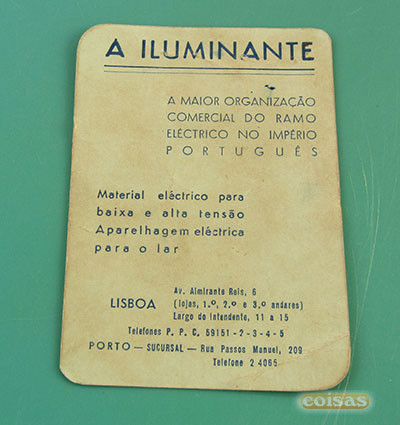 A ILUMINANTE
A MAIOR ORGANIZAÇÃO
COMERCIAL DO RAMO
ELÉCTRICO NO IMPÉRIO
PORTUGUÊS
Material eléctrico para
baixa e alta tensão
Aparelhagem eléctrica
para o lar
Av. Almirante Reis, 6
LISBOA (lojas, 1.º, 2.º e 3.º andares)
Largo do Intendente, 11 a 15
Telefones P. P. C. 59151-2-3-4-5
PORTO — SUCURSAL — Rua Passos Manuel, 209
Telefone 2 4065
coisas